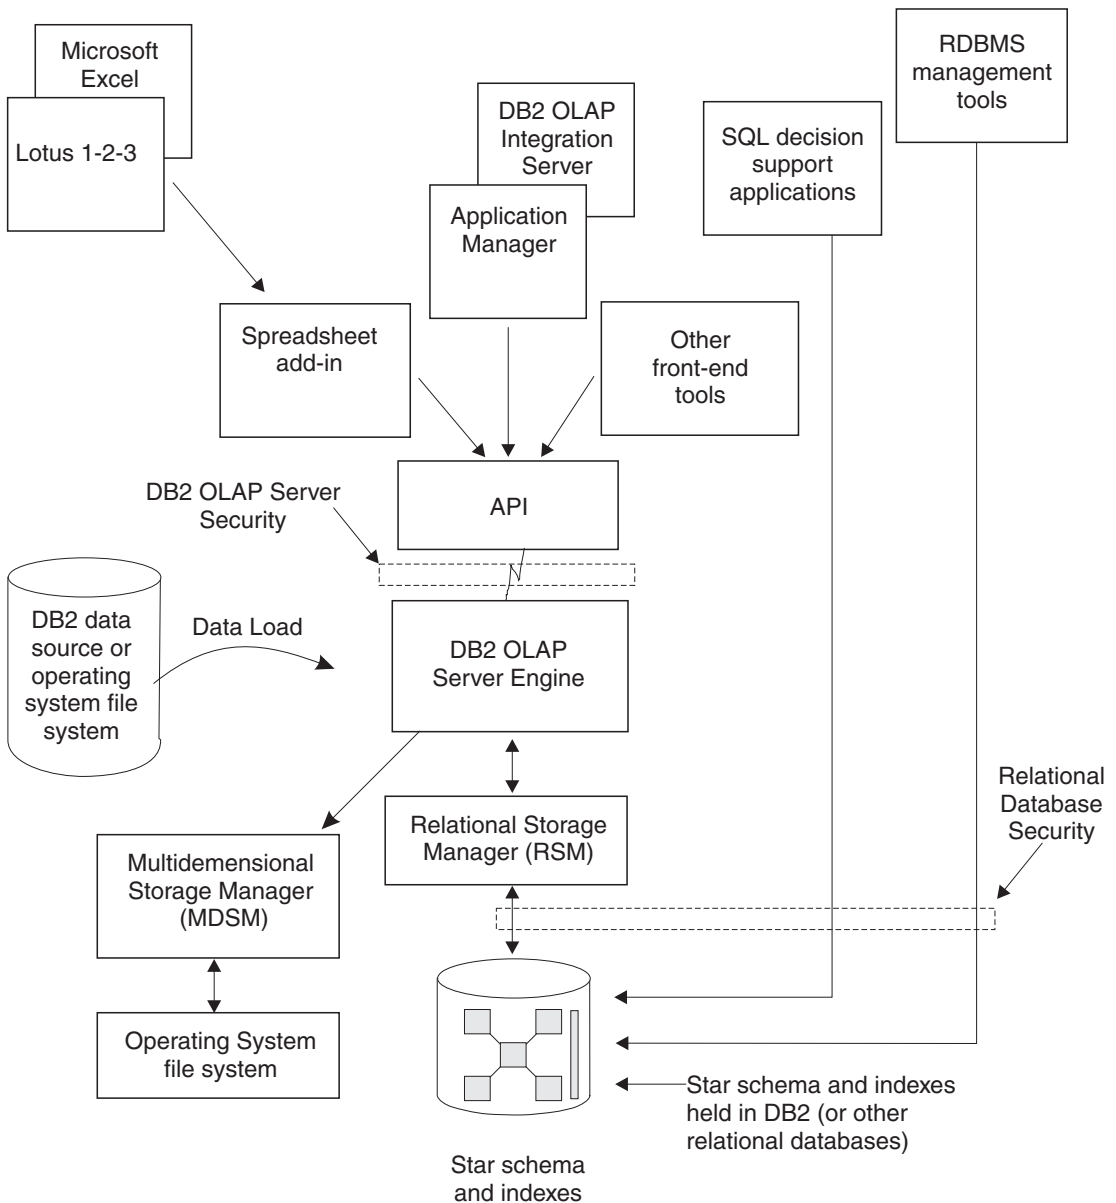 Microsoft
Excel
Lotus 1-2-3
DB2 OLAP
Integration
Server
Application
Manager
SQL decision
support
applications
RDBMS
management
tools
Spreadsheet
add-in
Other
front-end
tools
API
DB2 OLAP Server
Security
DB2 data
source or
operating
system file
system
Data Load
DB2 OLAP
Server Engine
Relational
Database
Security
Relational Storage
Manager (RSM)
Multidemensional
Storage Manager
(MDSM)
Operating System
file system
Star schema and indexes
held in DB2 (or other
relational databases)
Star schema
and indexes